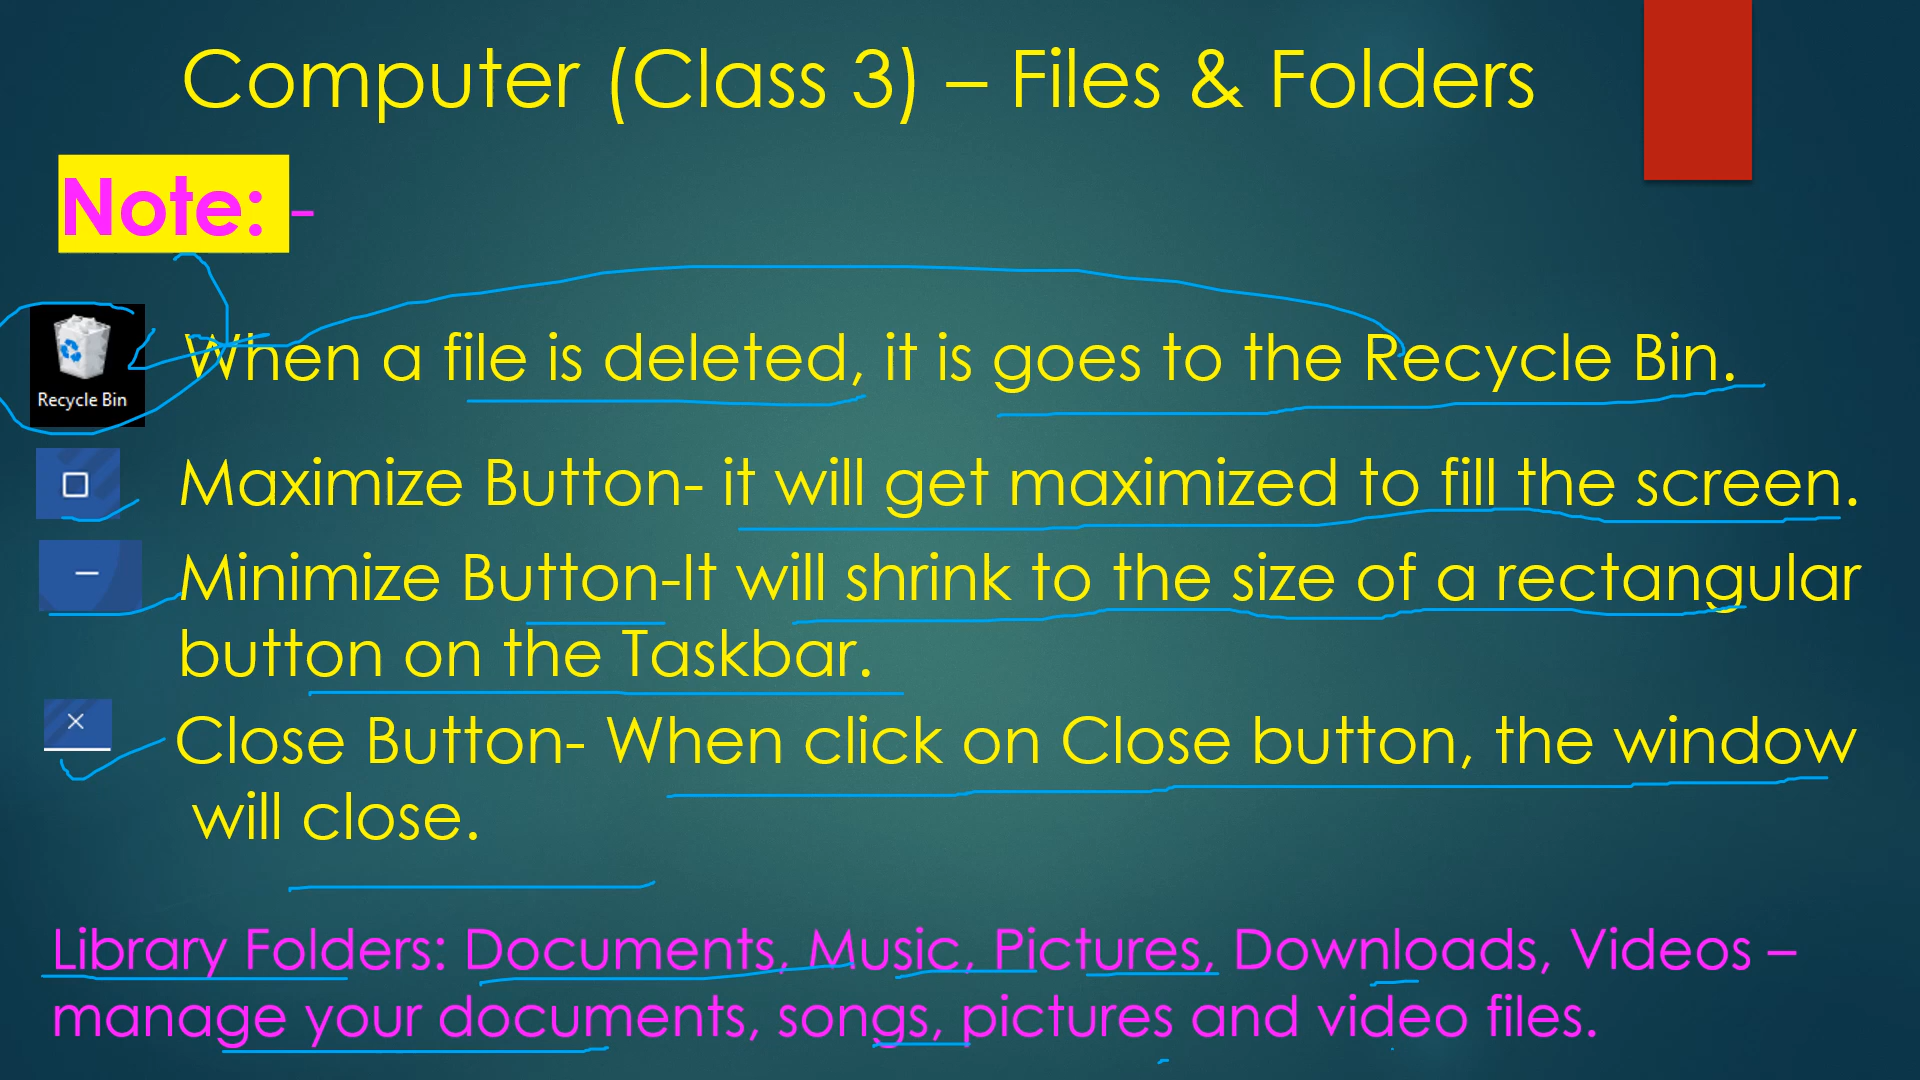 Computer (Class 3) – Files & Folders
Note: -
When a file is deleted, it is goes to the Recycle Bin.
Recycle Bin
Maximize Button- it will get maximized to fill the screen.
Minimize Button-It will shrink to the size of a rectangular
button on the Taskbar.
Close Button- When click on Close button, the window
will close.
Library Folders: Documents, Music, Pictures, Downloads, Videos –
manage your documents, songs, pictures and video files.